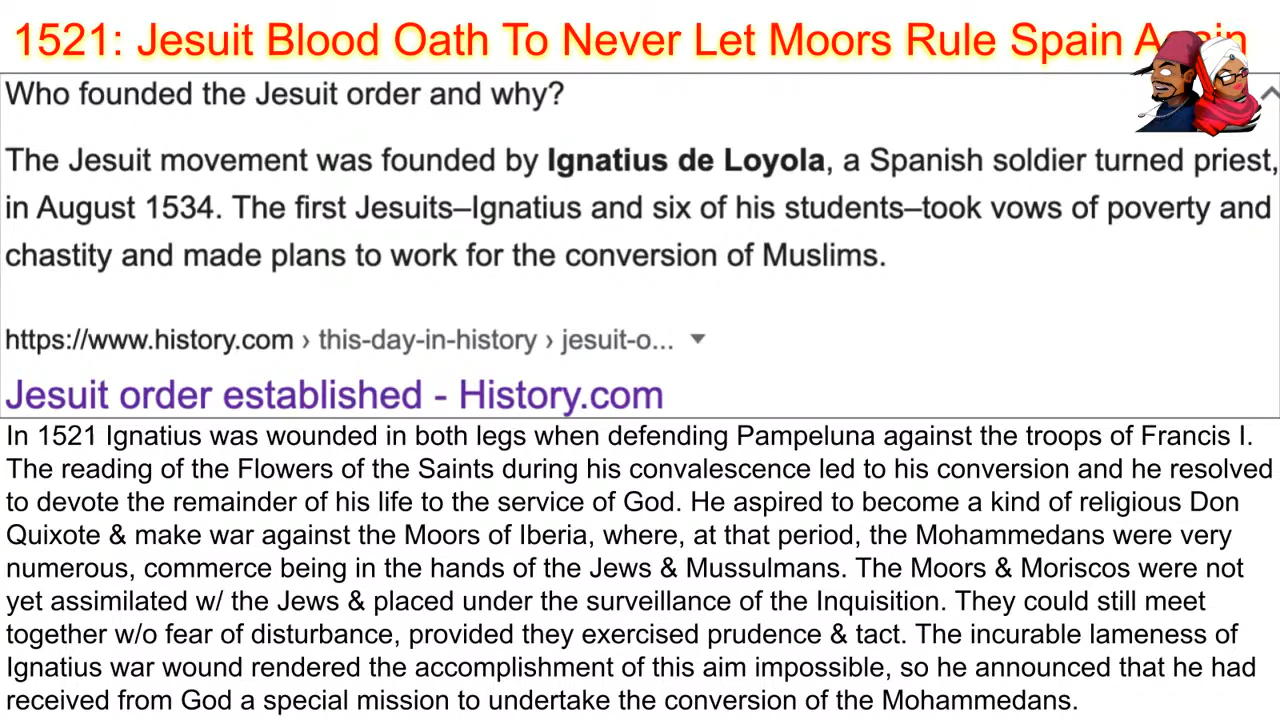 1521: Jesuit Blood Oath To Never Let Moors Rule Spain Again
Who founded the Jesuit order and why?
The Jesuit movement was founded by Ignatius de Loyola, a Spanish soldier turned priest,
in August 1534. The first Jesuits–Ignatius and six of his students–took vows of poverty and
chastity and made plans to work for the conversion of Muslims.
https://www.history.com › this-day-in-history › jesuit-o...
Jesuit order established - History.com
In 1521 Ignatius was wounded in both legs when defending Pampeluna against the troops of Francis I.
The reading of the Flowers of the Saints during his convalescence led to his conversion and he resolved
to devote the remainder of his life to the service of God. He aspired to become a kind of religious Don
Quixote & make war against the Moors of Iberia, where, at that period, the Mohammedans were very
numerous, commerce being in the hands of the Jews & Mussulmans. The Moors & Moriscos were not
yet assimilated w/ the Jews & placed under the surveillance of the Inquisition. They could still meet
together w/o fear of disturbance, provided they exercised prudence & tact. The incurable lameness of
Ignatius war wound rendered the accomplishment of this aim impossible, so he announced that he had
received from God a special mission to undertake the conversion of the Mohammedans.